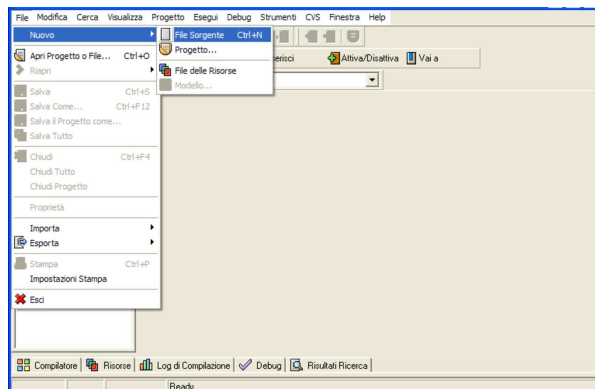 File Modifica Cerca Visualizza Progetto Esegui Debug Strumenti CVS Finestra Help
Nuovo
File Sorgente Ctrl+N
Progetto...
File delle Risorse
Modello...
Attiva/Disattiva Vai a
Apri Progetto o File... Ctrl+O
Riapri
Salva Ctrl+S
Salva Come... Ctrl+F12
Salva il Progetto come...
Salva Tutto
Chiudi Ctrl+F4
Chiudi Tutto
Chiudi Progetto
Proprietà
Importa
Esporta
Stampa Ctrl+P
Impostazioni Stampa
Esci
Compilatore Risorse Log di Compilazione Debug Risultati Ricerca
Ready